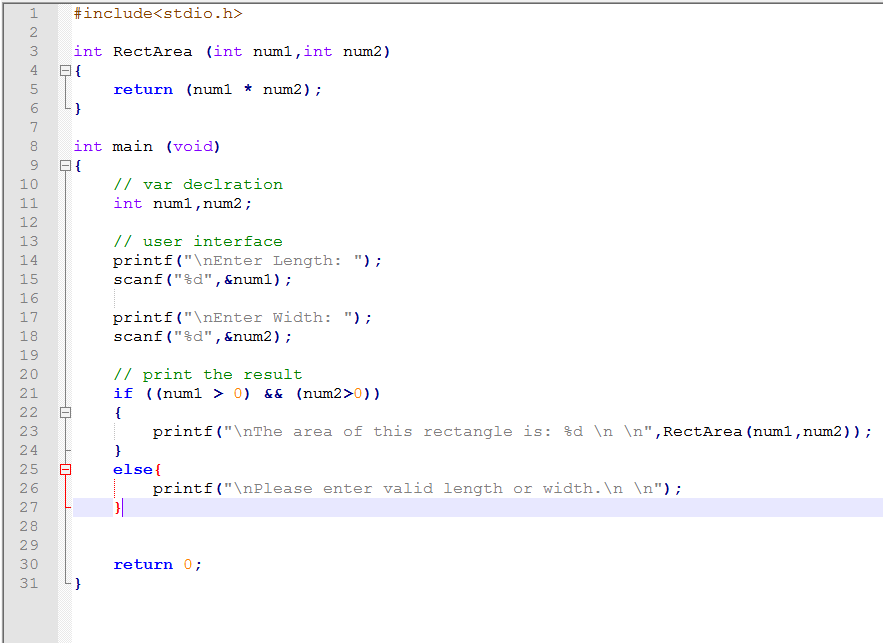 1 #include<stdio.h>
2
3 int RectArea (int num1,int num2)
4 {
5     return (num1 * num2);
6 }
7
8 int main (void)
9 {
10     // var declration
11     int num1,num2;
12
13     // user interface
14     printf("\nEnter Length: ");
15     scanf("%d",&num1);
16
17     printf("\nEnter Width: ");
18     scanf("%d",&num2);
19
20     // print the result
21     if ((num1 > 0) && (num2>0))
22     {
23         printf("\nThe area of this rectangle is: %d \n \n",RectArea(num1,num2));
24     }
25     else{
26         printf("\nPlease enter valid length or width.\n \n");
27     }
28
29
30     return 0;
31 }